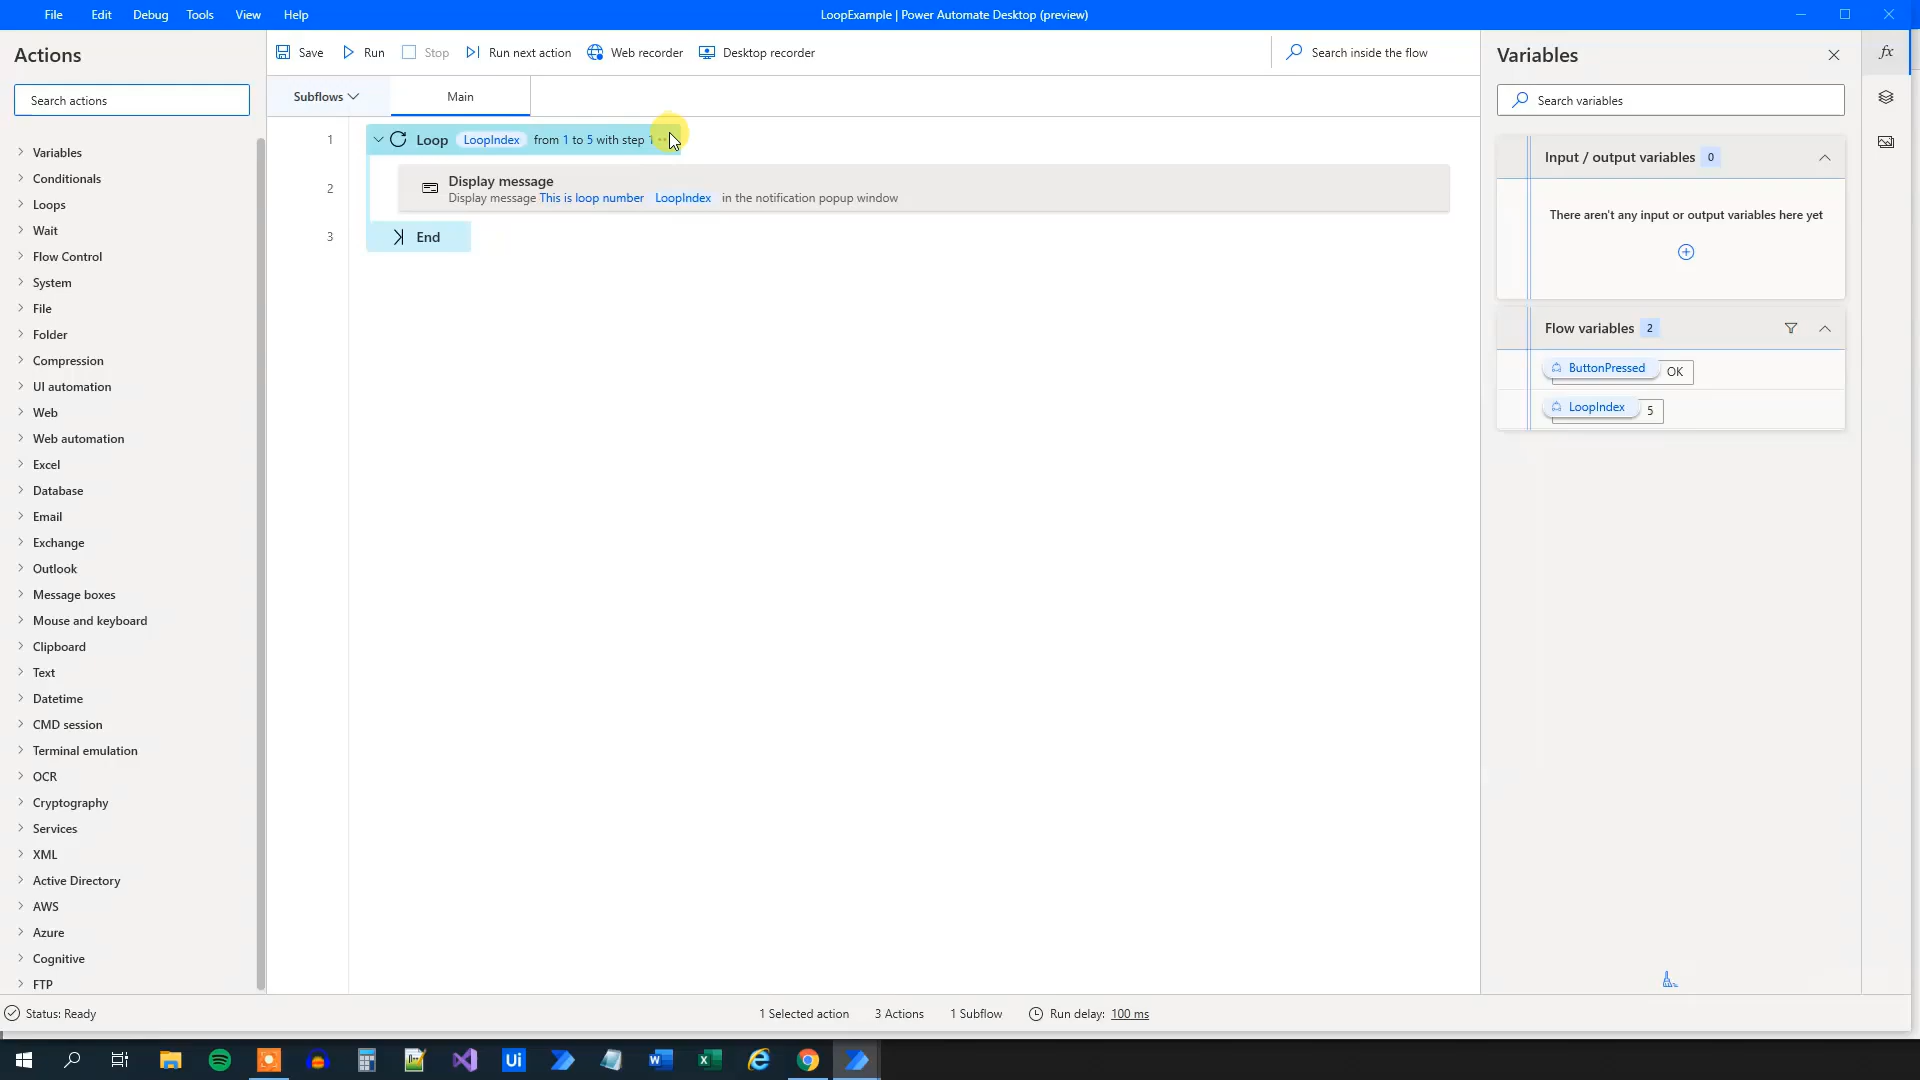 File Edit Debug Tools View Help
LoopExample | Power Automate Desktop (preview)
Actions
Search actions
Variables
Conditionals
Loops
Wait
Flow Control
System
File
Folder
Compression
UI automation
Web
Web automation
Excel
Database
Email
Exchange
Outlook
Message boxes
Mouse and keyboard
Clipboard
Text
Datetime
CMD session
Terminal emulation
OCR
Cryptography
Services
XML
Active Directory
AWS
Azure
Cognitive
FTP
Save Run Stop Run next action Web recorder Desktop recorder
Search inside the flow
Subflows Main
1 Loop LoopIndex from 1 to 5 with step 1
2 Display message
Display message This is loop number LoopIndex in the notification popup window
3 End
Variables
fx
Search variables
Input / output variables 0
There aren't any input or output variables here yet
Flow variables 2
ButtonPressed OK
LoopIndex 5
Status: Ready
1 Selected action 3 Actions 1 Subflow Run delay: 100 ms
Ui